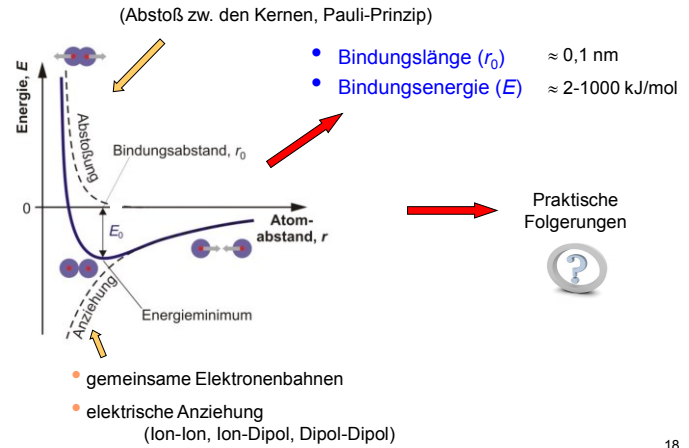 (Abstoß zw. den Kernen, Pauli-Prinzip)
• Bindungslänge (r₀) ≈ 0,1 nm
• Bindungsenergie (E) ≈ 2-1000 kJ/mol
Energie, E
Abstoßung
Bindungsabstand, r₀
0
E₀
Atom-
abstand, r
Anziehung
Energieminimum
Praktische
Folgerungen
?
• gemeinsame Elektronenbahnen
• elektrische Anziehung
(Ion-Ion, Ion-Dipol, Dipol-Dipol)
18